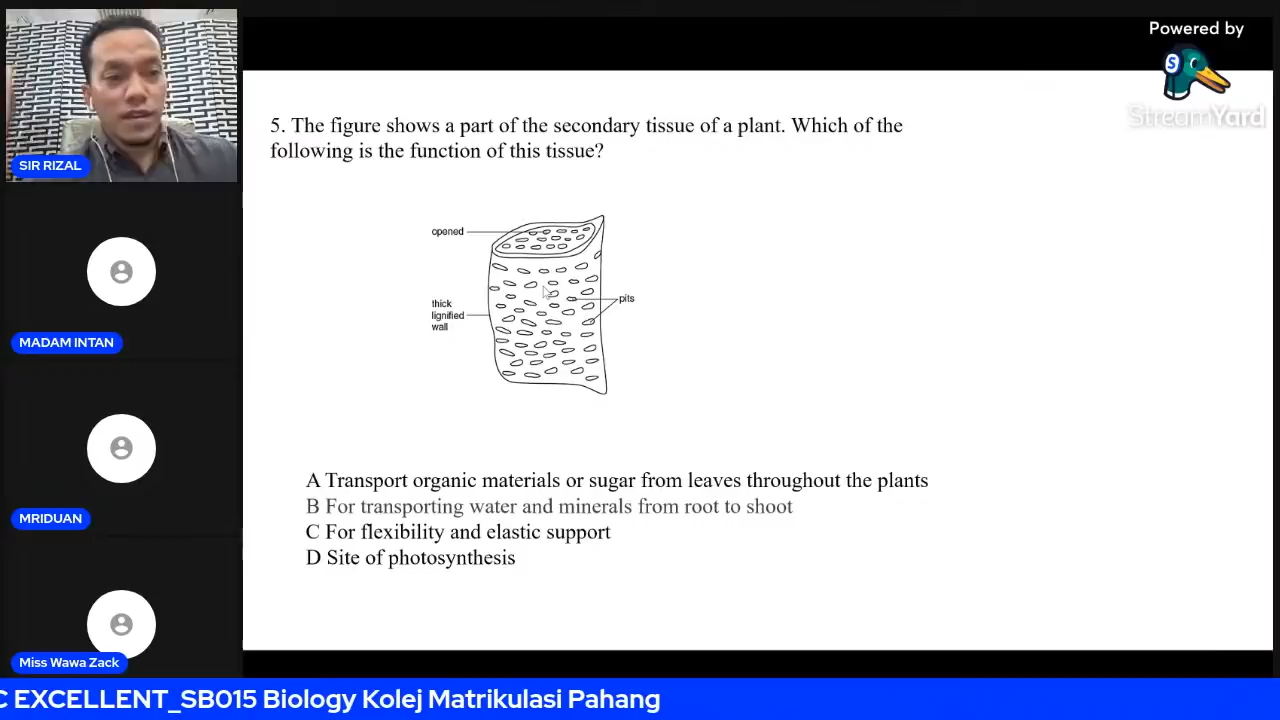 Powered by
S
StreamYard
SIR RIZAL
5. The figure shows a part of the secondary tissue of a plant. Which of the
following is the function of this tissue?
opened
thick
lignified
wall
pits
MADAM INTAN
A Transport organic materials or sugar from leaves throughout the plants
B For transporting water and minerals from root to shoot
C For flexibility and elastic support
D Site of photosynthesis
MRIDUAN
Miss Wawa Zack
C EXCELLENT_SB015 Biology Kolej Matrikulasi Pahang